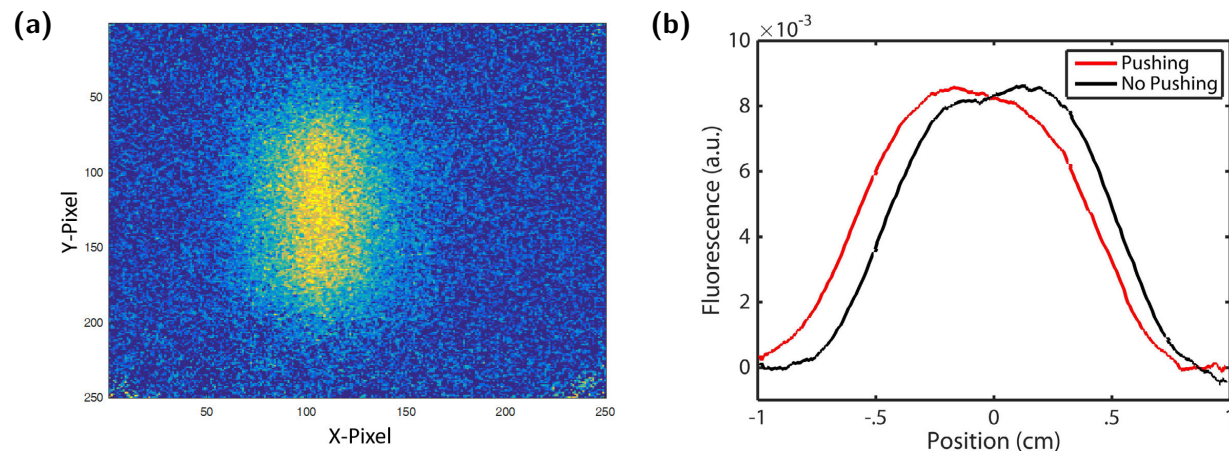 (a)
Y-Pixel
50
100
150
200
250
50
100
150
200
250
X-Pixel
(b)
×10⁻³
Pushing
No Pushing
Fluorescence (a.u.)
10
8
6
4
2
0
-1
-.5
0
.5
1
Position (cm)